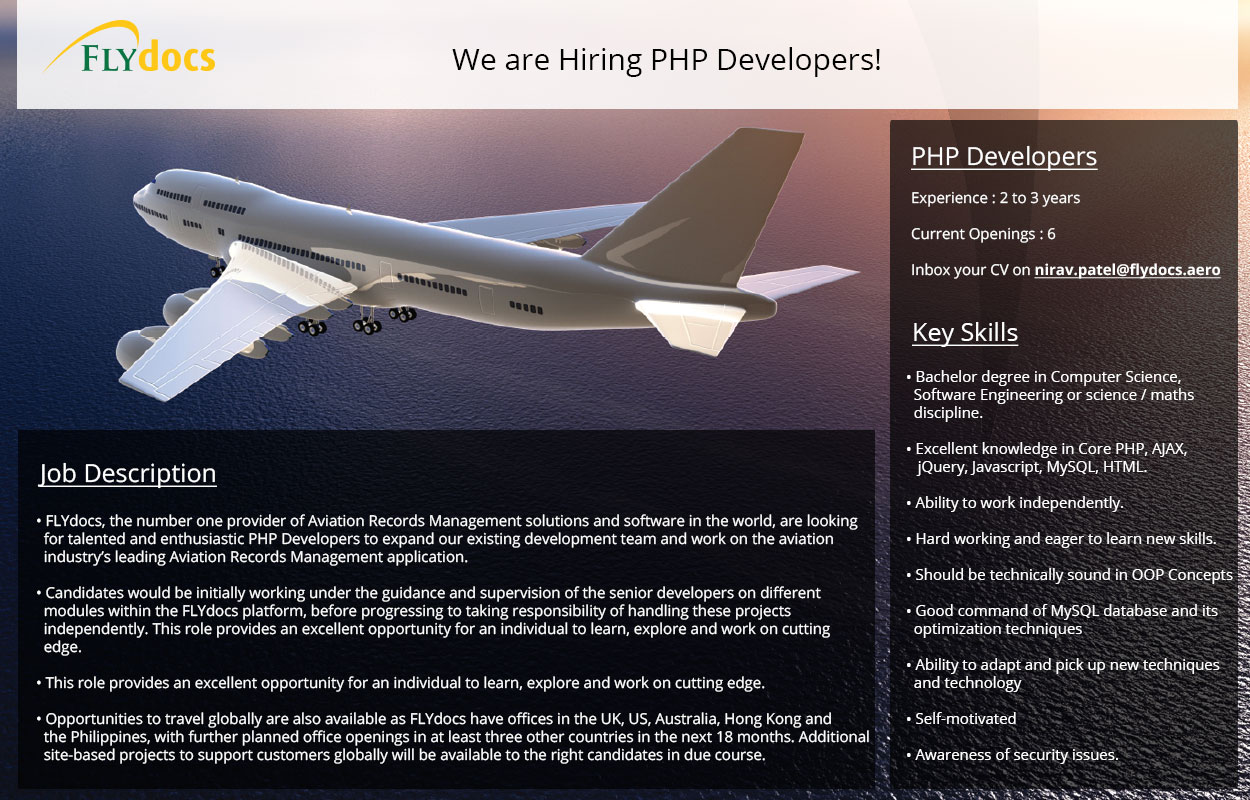 FLYdocs
We are Hiring PHP Developers!
PHP Developers
Experience : 2 to 3 years
Current Openings : 6
Inbox your CV on nirav.patel@flydocs.aero
Key Skills
• Bachelor degree in Computer Science,
Software Engineering or science / maths
discipline.
• Excellent knowledge in Core PHP, AJAX,
jQuery, Javascript, MySQL, HTML.
• Ability to work independently.
• Hard working and eager to learn new skills.
• Should be technically sound in OOP Concepts
• Good command of MySQL database and its
optimization techniques
• Ability to adapt and pick up new techniques
and technology
• Self-motivated
• Awareness of security issues.
Job Description
• FLYdocs, the number one provider of Aviation Records Management solutions and software in the world, are looking
for talented and enthusiastic PHP Developers to expand our existing development team and work on the aviation
industry’s leading Aviation Records Management application.
• Candidates would be initially working under the guidance and supervision of the senior developers on different
modules within the FLYdocs platform, before progressing to taking responsibility of handling these projects
independently. This role provides an excellent opportunity for an individual to learn, explore and work on cutting
edge.
• This role provides an excellent opportunity for an individual to learn, explore and work on cutting edge.
• Opportunities to travel globally are also available as FLYdocs have offices in the UK, US, Australia, Hong Kong and
the Philippines, with further planned office openings in at least three other countries in the next 18 months. Additional
site-based projects to support customers globally will be available to the right candidates in due course.